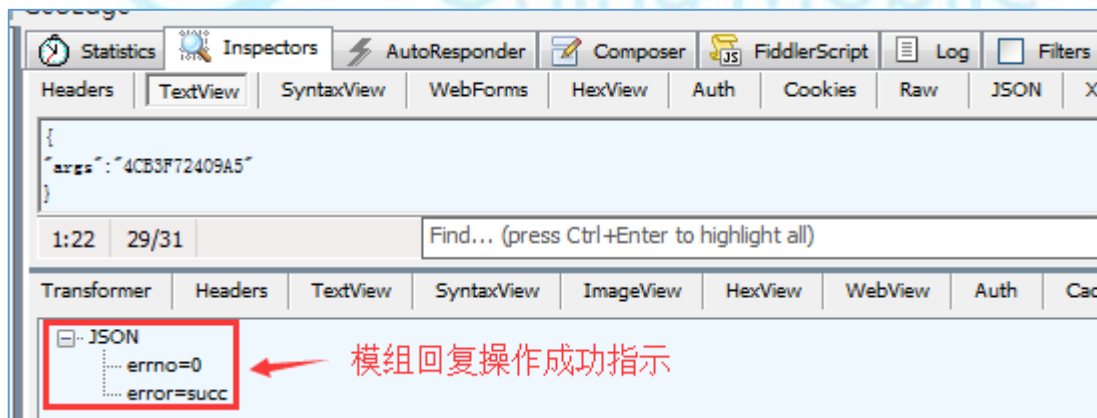 Statistics Inspectors AutoResponder Composer FiddlerScript Log Filters
Headers TextView SyntaxView WebForms HexView Auth Cookies Raw JSON X
{
"args":"4CB3F72409A5"
}
1:22 29/31 Find... (press Ctrl+Enter to highlight all)
Transformer Headers TextView SyntaxView ImageView HexView WebView Auth Cac
JSON
errno=0
模组回复操作成功指示
error=succ